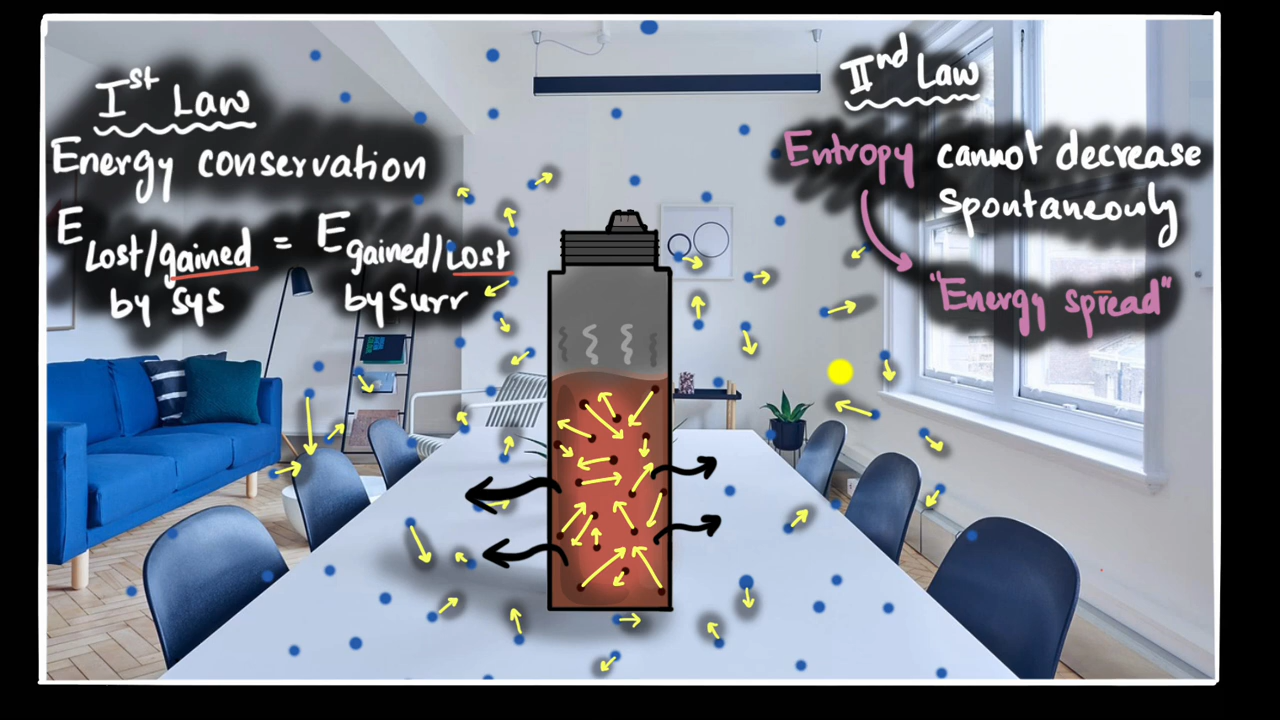 Ist Law
Energy conservation
E Lost/gained = E gained/Lost
by sys by Surr
IInd Law
Entropy cannot decrease
Spontaneously
"Energy spread"